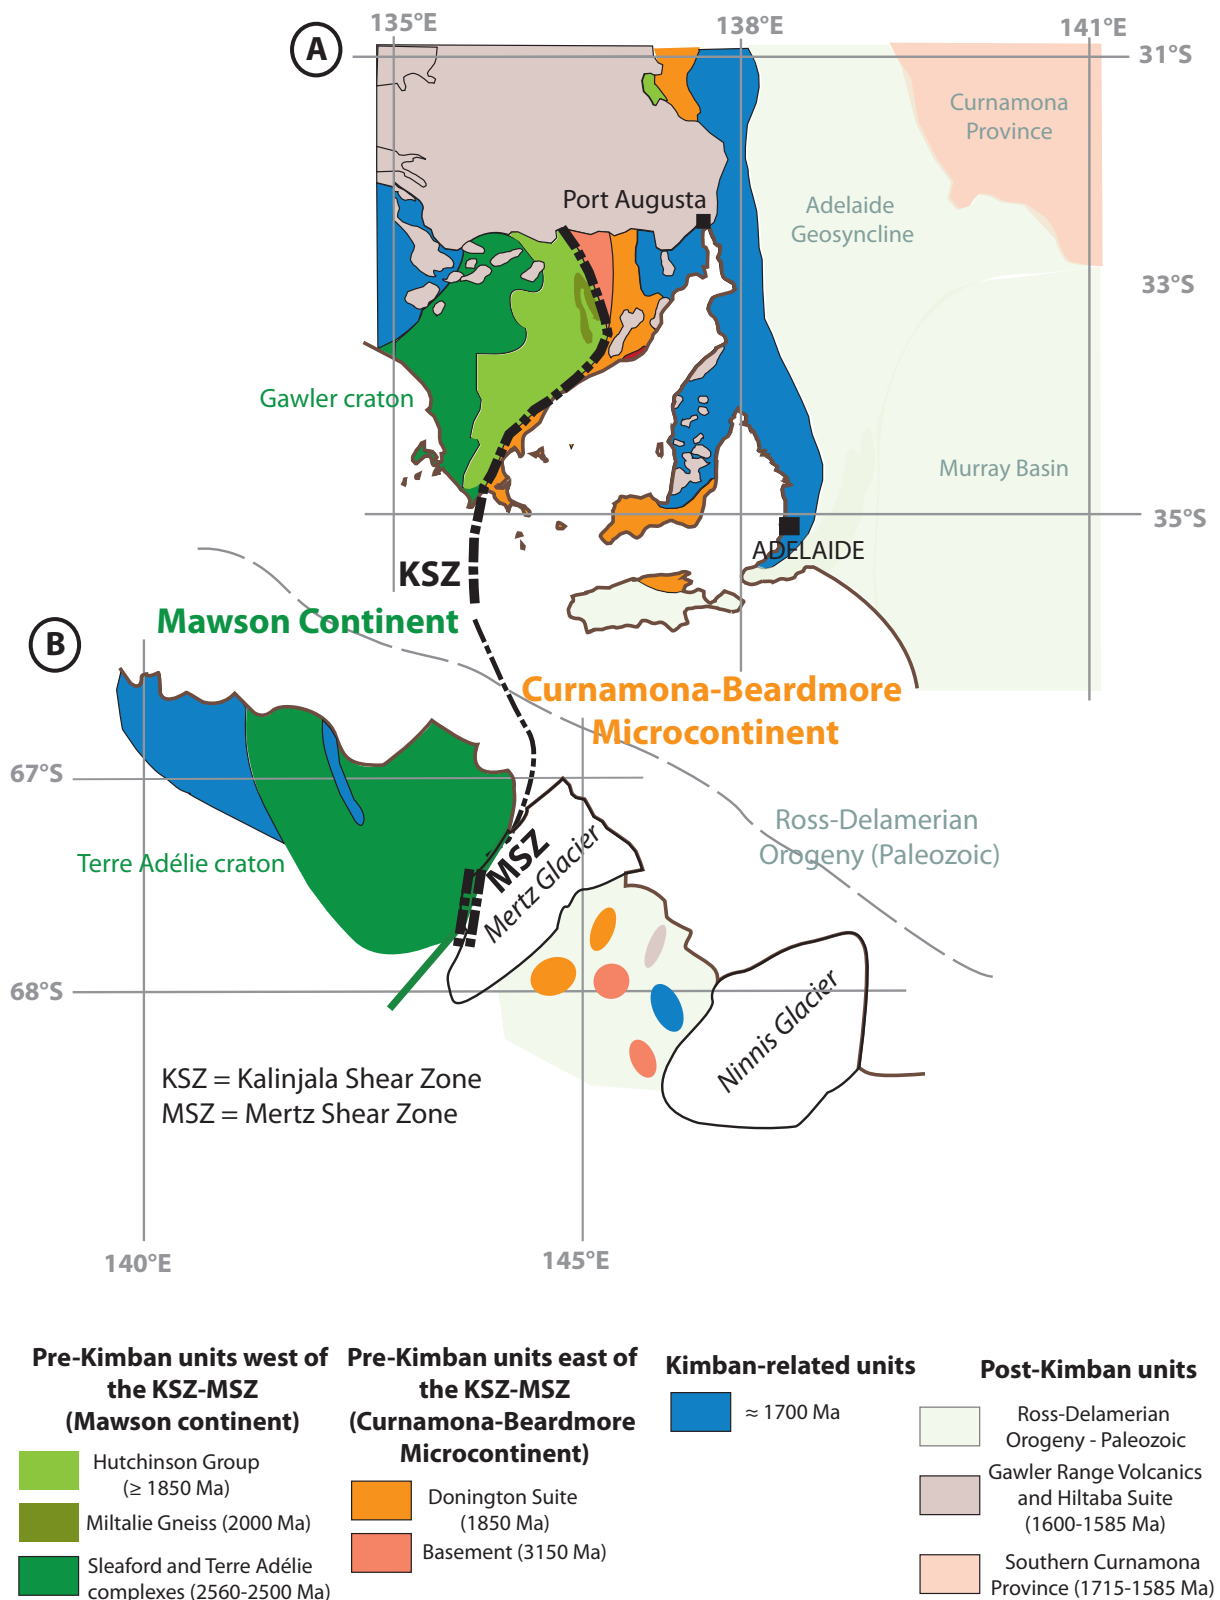 A
135°E
138°E
141°E
31°S
Curnamona
Province
Port Augusta
Adelaide
Geosyncline
33°S
Gawler craton
Murray Basin
35°S
ADELAIDE
KSZ
Mawson Continent
B
Curnamona-Beardmore
Microcontinent
67°S
Ross-Delamerian
Orogeny (Paleozoic)
Terre Adélie craton
MSZ
Mertz Glacier
68°S
Ninnis Glacier
KSZ = Kalinjala Shear Zone
MSZ = Mertz Shear Zone
140°E
145°E
Pre-Kimban units west of
the KSZ-MSZ
(Mawson continent)
Hutchinson Group
(≥ 1850 Ma)
Miltalie Gneiss (2000 Ma)
Sleaford and Terre Adélie
complexes (2560-2500 Ma)
Pre-Kimban units east of
the KSZ-MSZ
(Curnamona-Beardmore
Microcontinent)
Donington Suite
(1850 Ma)
Basement (3150 Ma)
Kimban-related units
≈ 1700 Ma
Post-Kimban units
Ross-Delamerian
Orogeny - Paleozoic
Gawler Range Volcanics
and Hiltaba Suite
(1600-1585 Ma)
Southern Curnamona
Province (1715-1585 Ma)